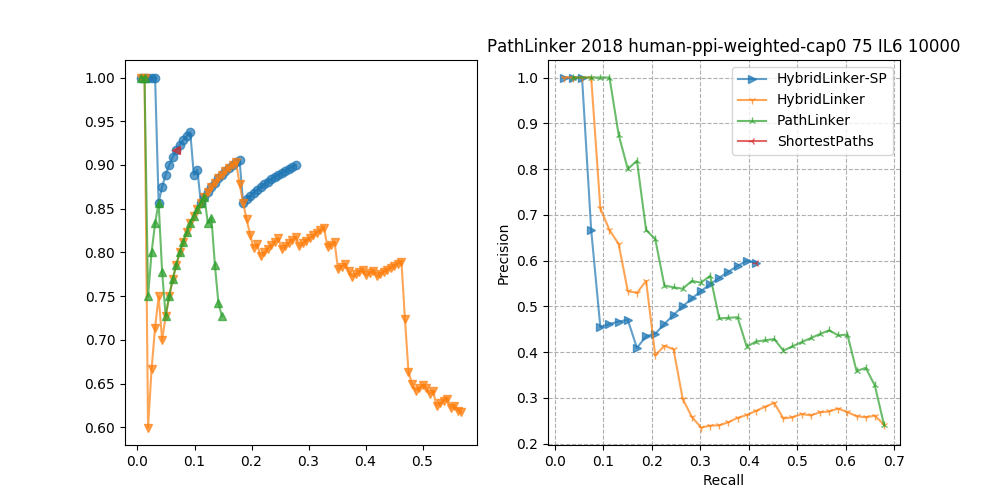 PathLinker 2018 human-ppi-weighted-cap0 75 IL6 10000
1.00
0.95
0.90
0.85
0.80
0.75
0.70
0.65
0.60
0.0 0.1 0.2 0.3 0.4 0.5
Precision
1.0
0.9
0.8
0.7
0.6
0.5
0.4
0.3
0.2
HybridLinker-SP
HybridLinker
PathLinker
ShortestPaths
0.0 0.1 0.2 0.3 0.4 0.5 0.6 0.7
Recall